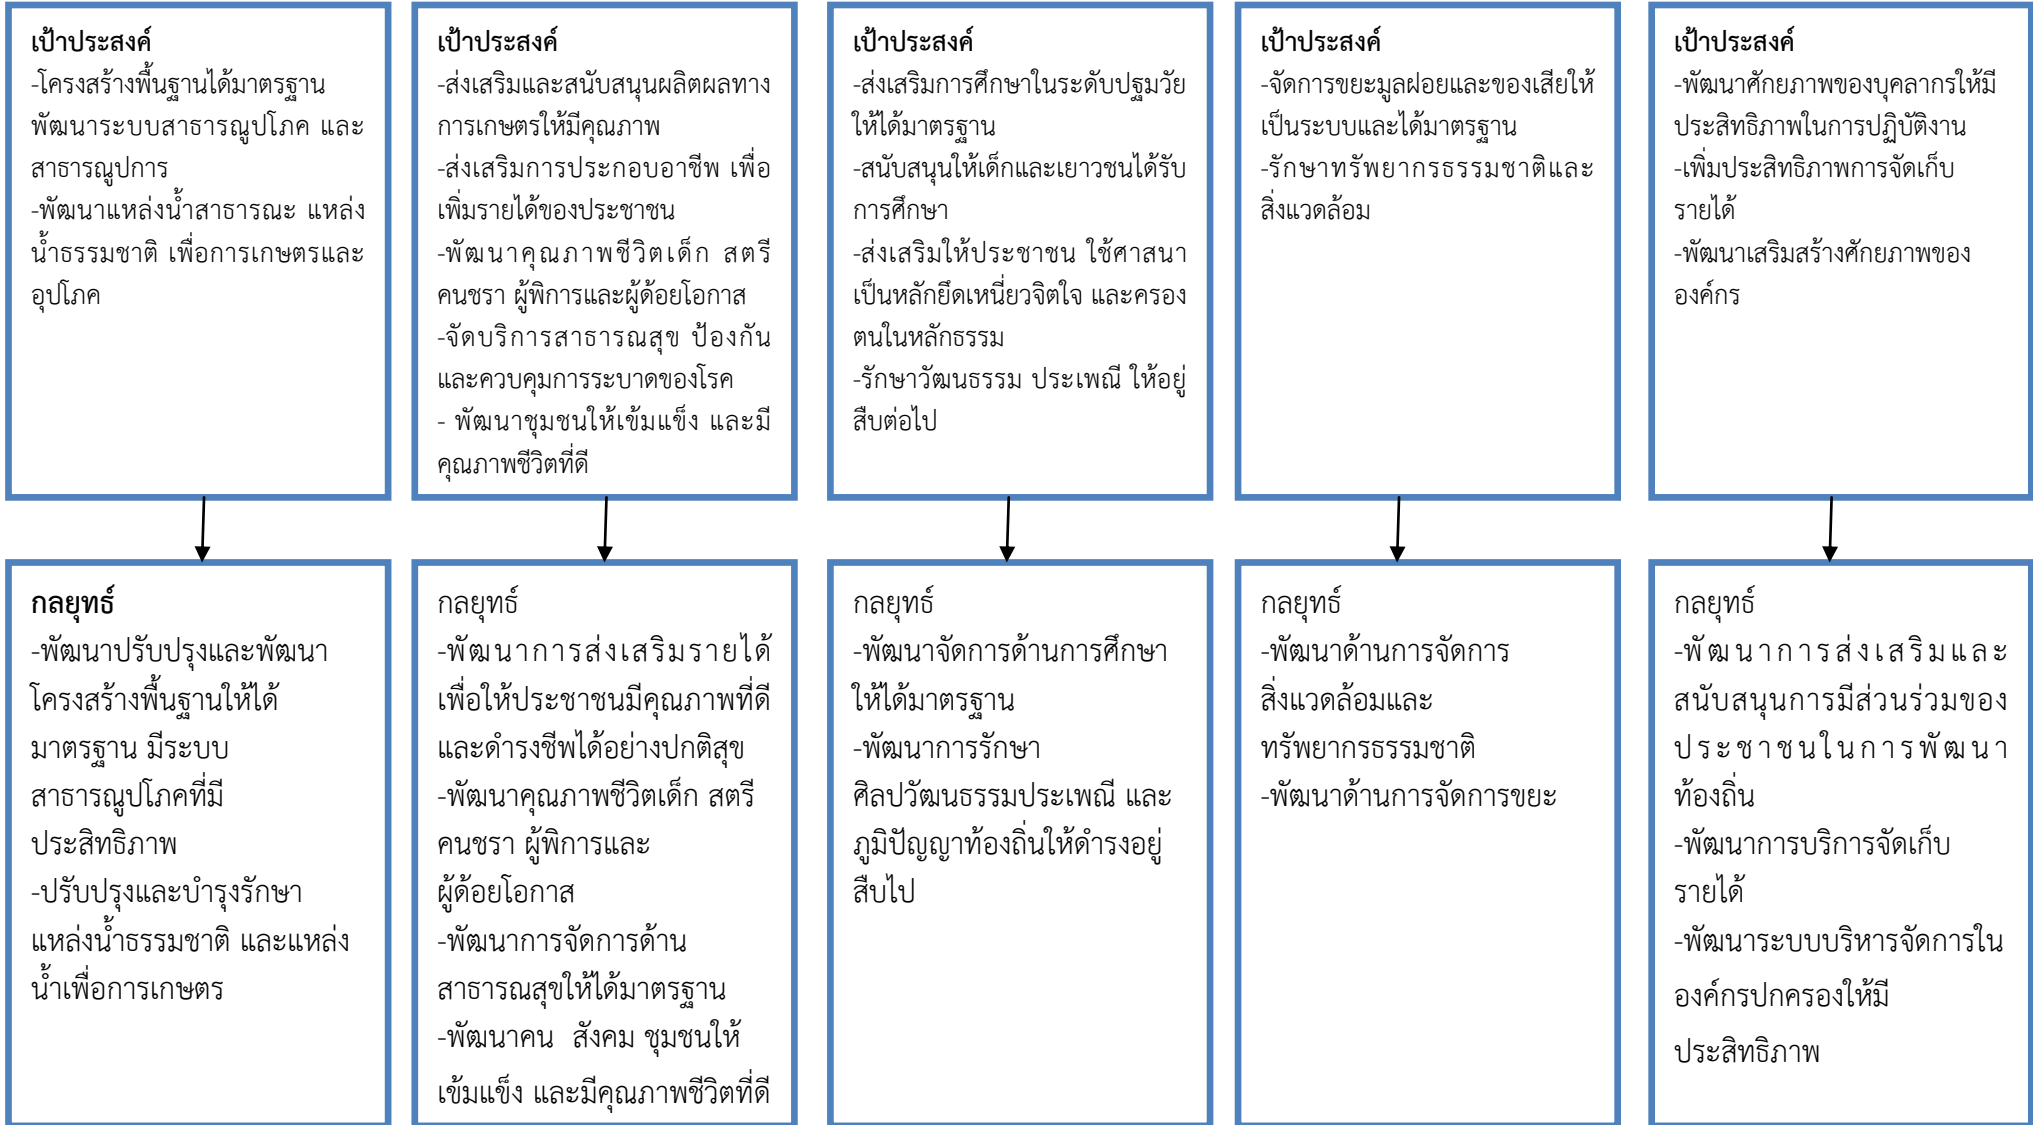 เป้าประสงค์
-โครงสร้างพื้นฐานได้มาตรฐาน
พัฒนาระบบสาธารณูปโภค และ
สาธารณูปการ
-พัฒนาแหล่งน้ำสาธารณะ แหล่ง
น้ำธรรมชาติ เพื่อการเกษตรและ
อุปโภค
เป้าประสงค์
-ส่งเสริมและสนับสนุนผลิตผลทาง
การเกษตรให้มีคุณภาพ
-ส่งเสริมการประกอบอาชีพ เพื่อ
เพิ่มรายได้ของประชาชน
-พัฒนาคุณภาพชีวิตเด็ก สตรี
คนชรา ผู้พิการและผู้ด้อยโอกาส
-จัดบริการสาธารณสุข ป้องกัน
และควบคุมการระบาดของโรค
- พัฒนาชุมชนให้เข้มแข็ง และมี
คุณภาพชีวิตที่ดี
เป้าประสงค์
-ส่งเสริมการศึกษาในระดับปฐมวัย
ให้ได้มาตรฐาน
-สนับสนุนให้เด็กและเยาวชนได้รับ
การศึกษา
-ส่งเสริมให้ประชาชน ใช้ศาสนา
เป็นหลักยึดเหนี่ยวจิตใจ และครอง
ตนในหลักธรรม
-รักษาวัฒนธรรม ประเพณี ให้อยู่
สืบต่อไป
เป้าประสงค์
-จัดการขยะมูลฝอยและของเสียให้
เป็นระบบและได้มาตรฐาน
-รักษาทรัพยากรธรรมชาติและ
สิ่งแวดล้อม
เป้าประสงค์
-พัฒนาศักยภาพของบุคลากรให้มี
ประสิทธิภาพในการปฏิบัติงาน
-เพิ่มประสิทธิภาพการจัดเก็บ
รายได้
-พัฒนาเสริมสร้างศักยภาพของ
องค์กร
กลยุทธ์
-พัฒนาปรับปรุงและพัฒนา
โครงสร้างพื้นฐานให้ได้
มาตรฐาน มีระบบ
สาธารณูปโภคที่มี
ประสิทธิภาพ
-ปรับปรุงและบำรุงรักษา
แหล่งน้ำธรรมชาติ และแหล่ง
น้ำเพื่อการเกษตร
กลยุทธ์
-พัฒนาการส่งเสริมรายได้
เพื่อให้ประชาชนมีคุณภาพที่ดี
และดำรงชีพได้อย่างปกติสุข
-พัฒนาคุณภาพชีวิตเด็ก สตรี
คนชรา ผู้พิการและ
ผู้ด้อยโอกาส
-พัฒนาการจัดการด้าน
สาธารณสุขให้ได้มาตรฐาน
-พัฒนาคน สังคม ชุมชนให้
เข้มแข็ง และมีคุณภาพชีวิตที่ดี
กลยุทธ์
-พัฒนาจัดการด้านการศึกษา
ให้ได้มาตรฐาน
-พัฒนาการรักษา
ศิลปวัฒนธรรมประเพณี และ
ภูมิปัญญาท้องถิ่นให้ดำรงอยู่
สืบไป
กลยุทธ์
-พัฒนาด้านการจัดการ
สิ่งแวดล้อมและ
ทรัพยากรธรรมชาติ
-พัฒนาด้านการจัดการขยะ
กลยุทธ์
-พัฒนาการส่งเสริมและ
สนับสนุนการมีส่วนร่วมของ
ประชาชนในการพัฒนา
ท้องถิ่น
-พัฒนาการบริการจัดเก็บ
รายได้
-พัฒนาระบบบริหารจัดการใน
องค์กรปกครองให้มี
ประสิทธิภาพ